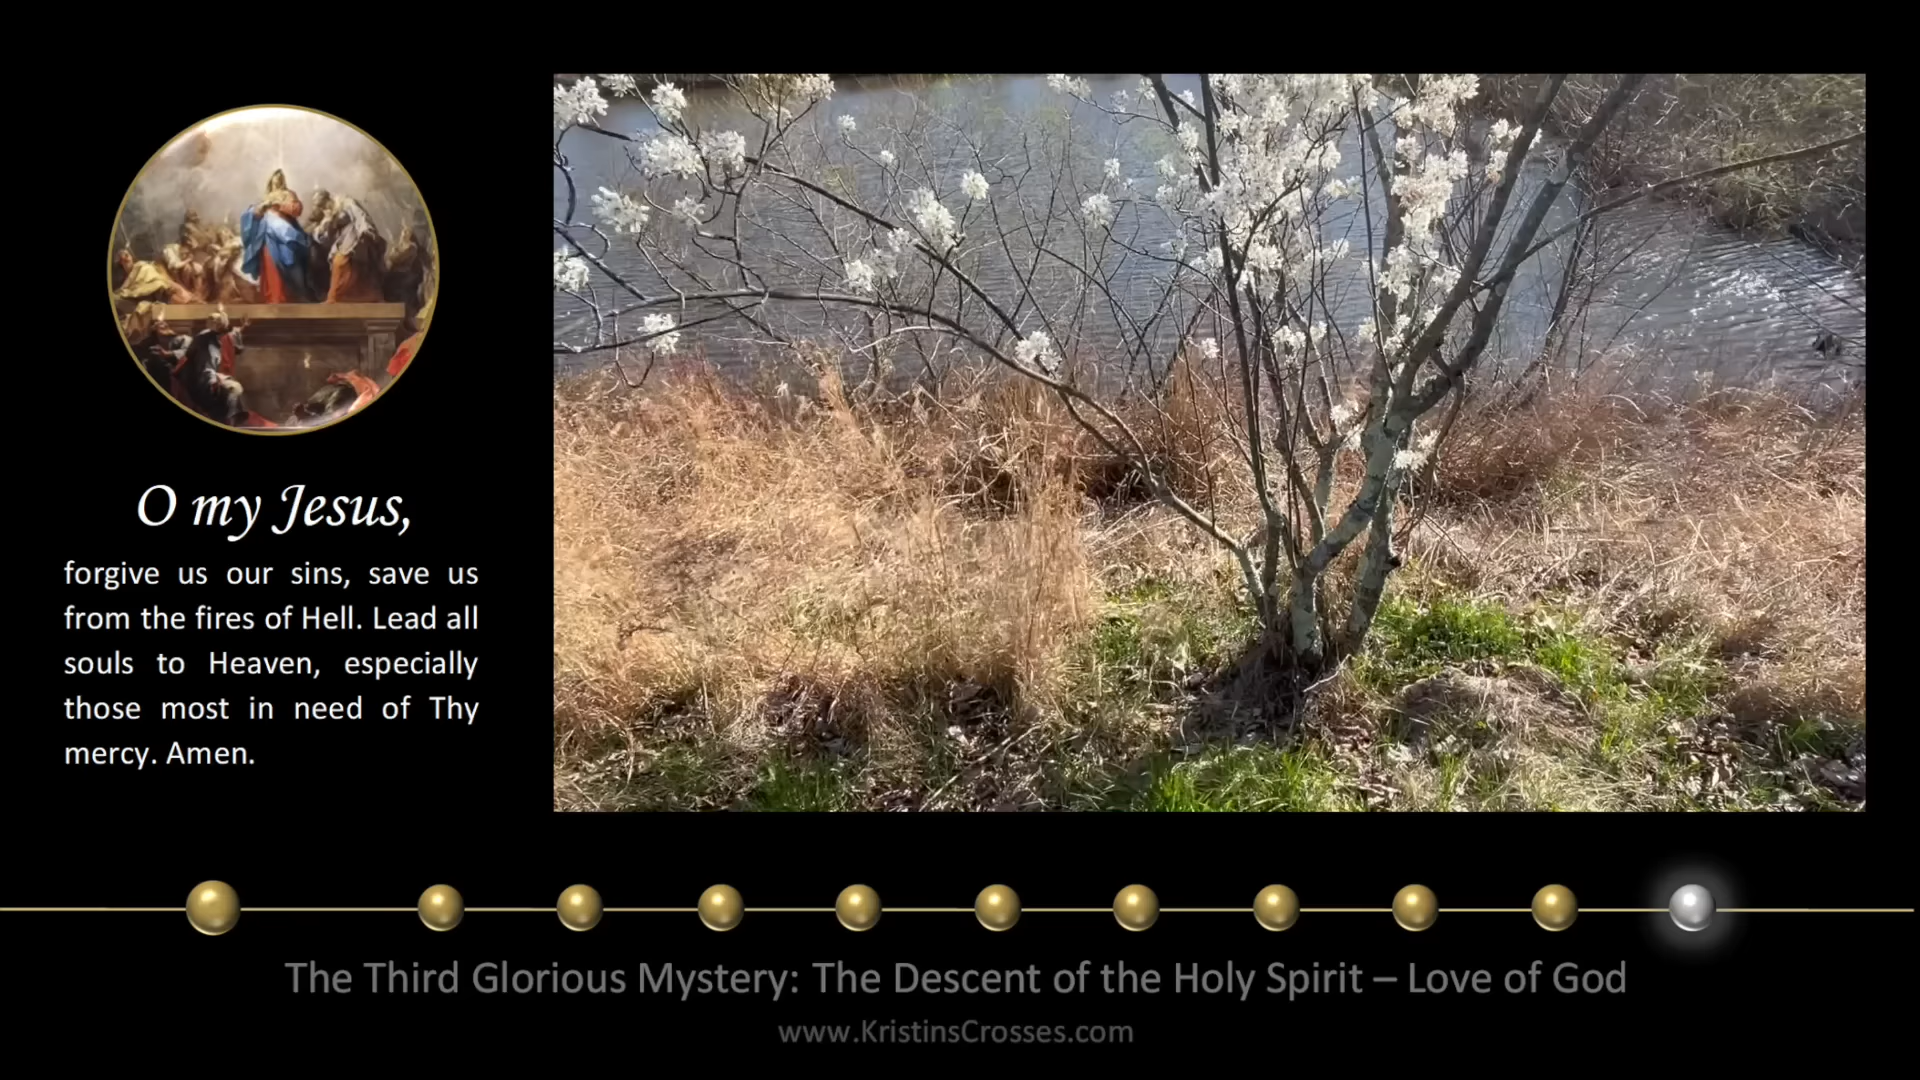 O my Jesus,
forgive us our sins, save us
from the fires of Hell. Lead all
souls to Heaven, especially
those most in need of Thy
mercy. Amen.
The Third Glorious Mystery: The Descent of the Holy Spirit – Love of God
www.KristinsCrosses.com